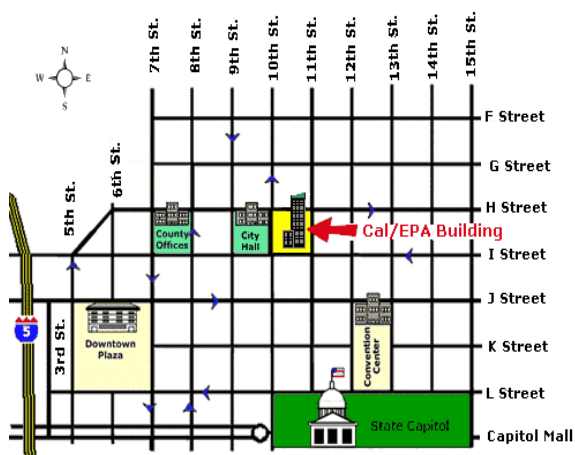 N
W E
S
7th St.
8th St.
9th St.
10th St.
11th St.
12th St.
13th St.
14th St.
15th St.
F Street
G Street
6th St.
5th St.
H Street
County
Offices
City
Hall
Cal/EPA Building
I Street
J Street
5
3rd St.
Downtown
Plaza
Convention
Center
K Street
L Street
State Capitol
Capitol Mall